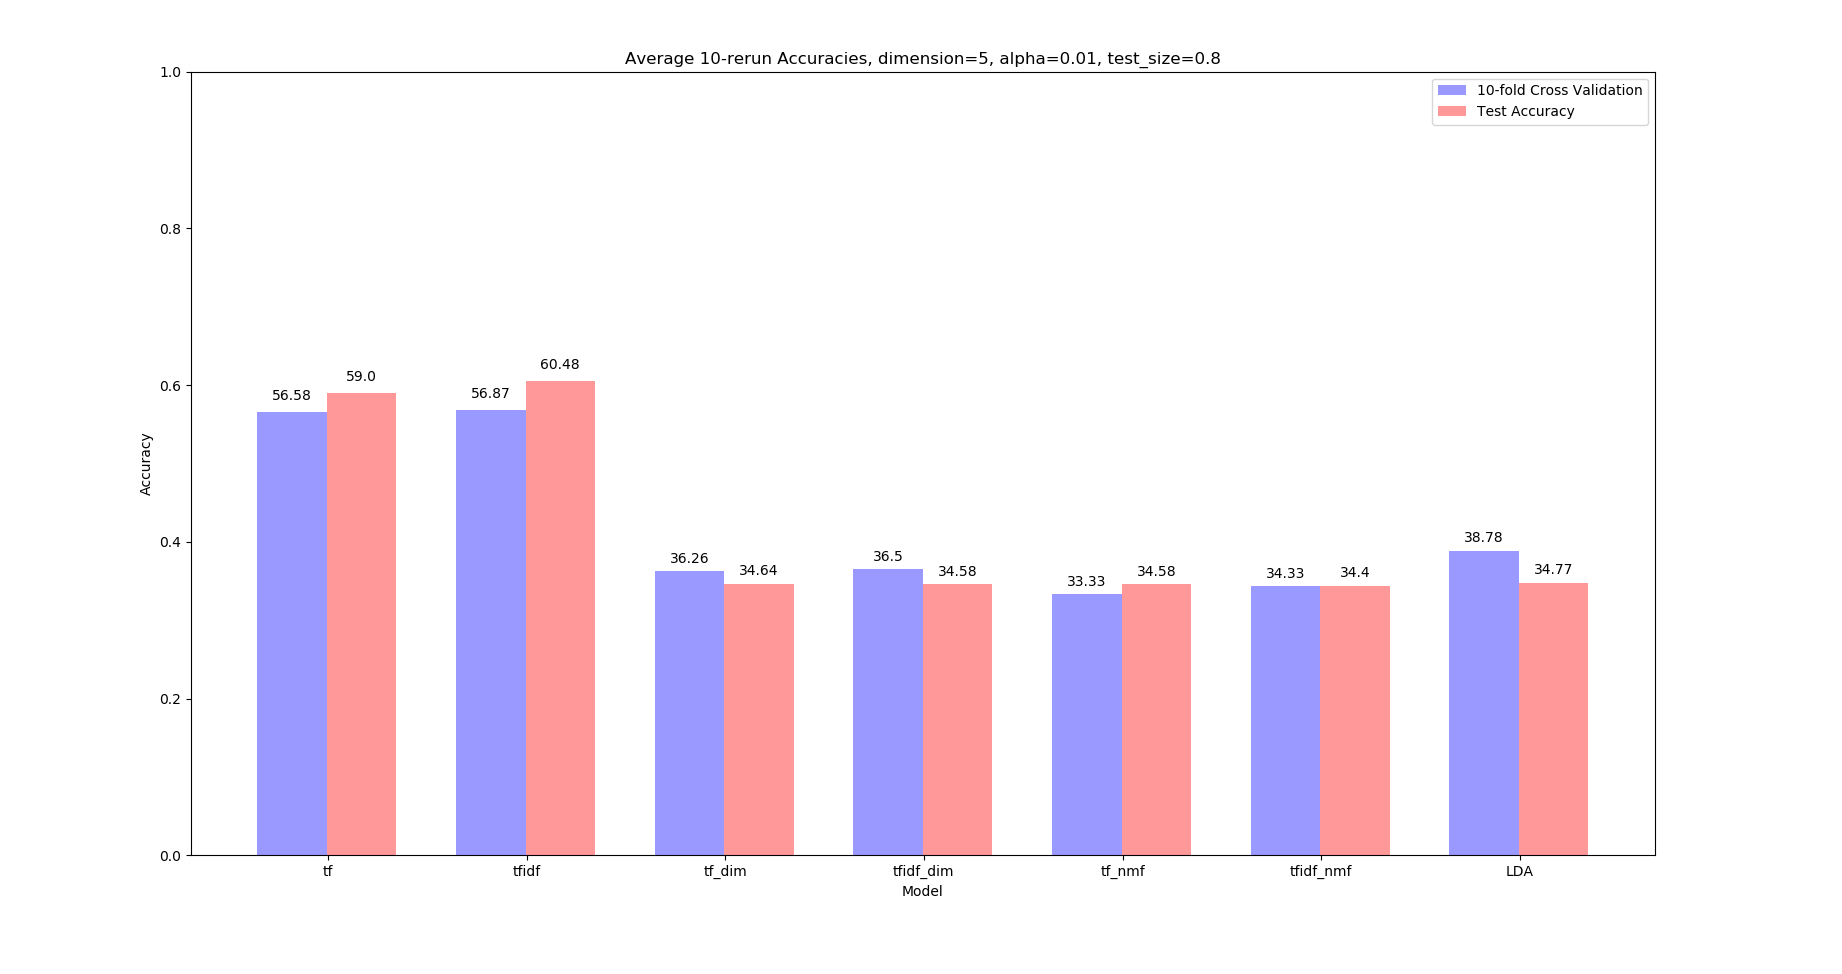 Average 10-rerun Accuracies, dimension=5, alpha=0.01, test_size=0.8
10-fold Cross Validation
Test Accuracy
1.0
0.8
0.6
0.4
0.2
0.0
Accuracy
56.58
59.0
56.87
60.48
36.26
34.64
36.5
34.58
33.33
34.58
34.33
34.4
38.78
34.77
tf
tfidf
tf_dim
tfidf_dim
tf_nmf
tfidf_nmf
LDA
Model